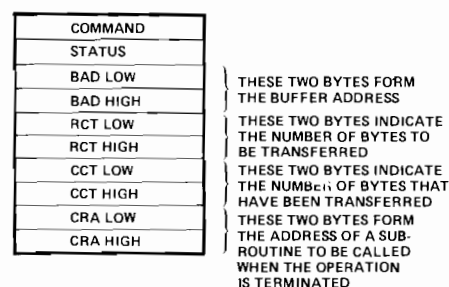 COMMAND
STATUS
BAD LOW
BAD HIGH
THESE TWO BYTES FORM
THE BUFFER ADDRESS
RCT LOW
RCT HIGH
THESE TWO BYTES INDICATE
THE NUMBER OF BYTES TO
BE TRANSFERRED
CCT LOW
CCT HIGH
THESE TWO BYTES INDICATE
THE NUMBER OF BYTES THAT
HAVE BEEN TRANSFERRED
CRA LOW
CRA HIGH
THESE TWO BYTES FORM
THE ADDRESS OF A SUB-
ROUTINE TO BE CALLED
WHEN THE OPERATION
IS TERMINATED